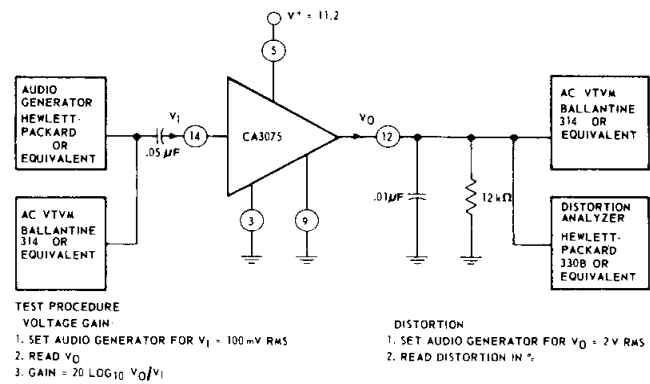 V+ = 11.2
5
AUDIO
GENERATOR
HEWLETT-
PACKARD
OR
EQUIVALENT
VI
14
.05 μF
CA3075
VO
12
AC VTVM
BALLANTINE
314 OR
EQUIVALENT
AC VTVM
BALLANTINE
314 OR
EQUIVALENT
3
9
.01μF
12 kΩ
DISTORTION
ANALYZER
HEWLETT-
PACKARD
330B OR
EQUIVALENT
TEST PROCEDURE
VOLTAGE GAIN:
1. SET AUDIO GENERATOR FOR VI = 100 mV RMS
2. READ VO
3. GAIN = 20 LOG10 VO/VI
DISTORTION
1. SET AUDIO GENERATOR FOR VO = 2 V RMS
2. READ DISTORTION IN %